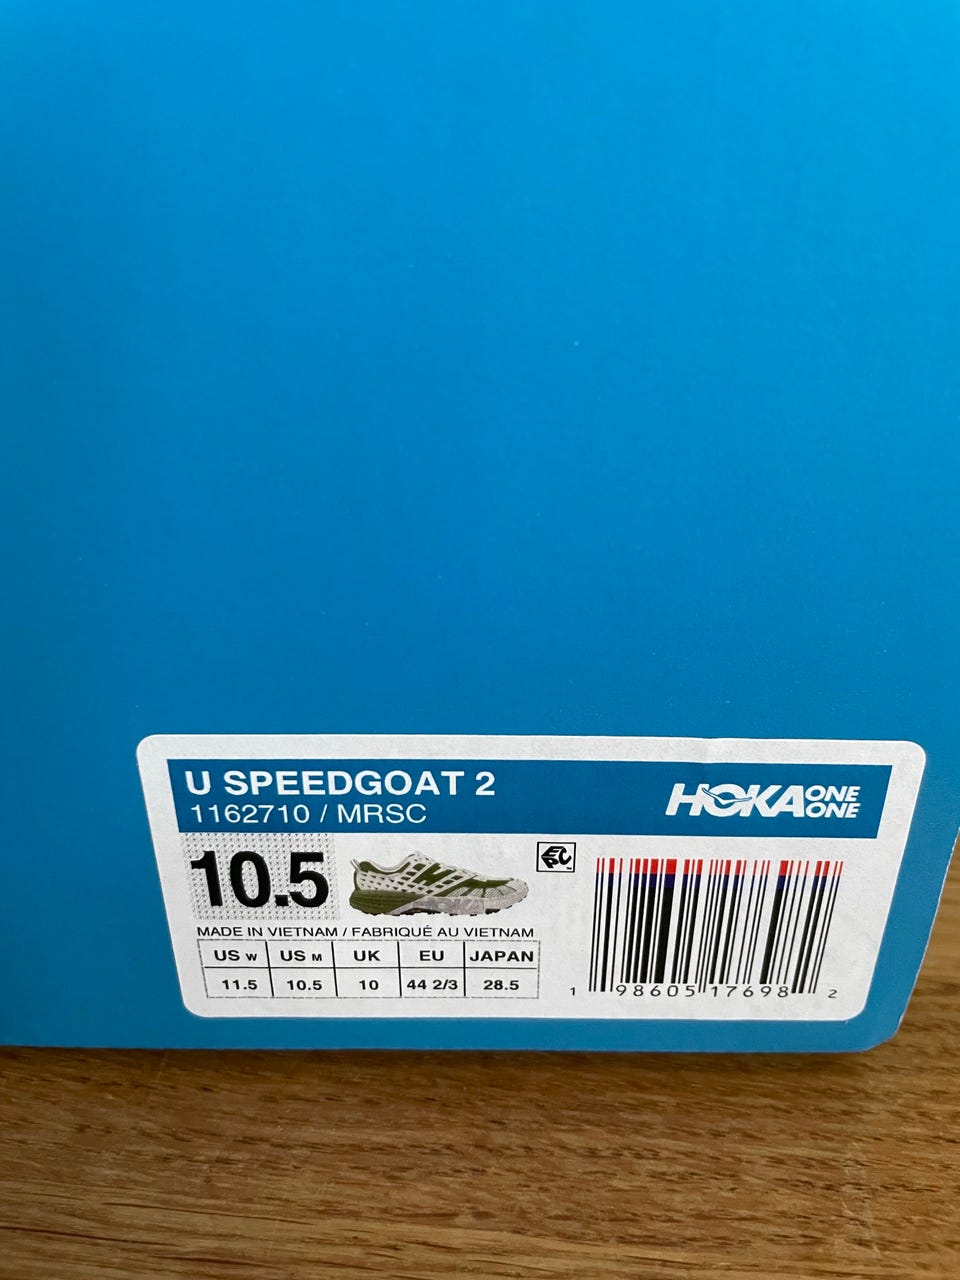 U SPEEDGOAT 2
1162710 / MRSC
HOKA ONE ONE
10.5
MADE IN VIETNAM / FABRIQUÉ AU VIETNAM
US W US M UK EU JAPAN
11.5 10.5 10 44 2/3 28.5
1 98605 17698 2